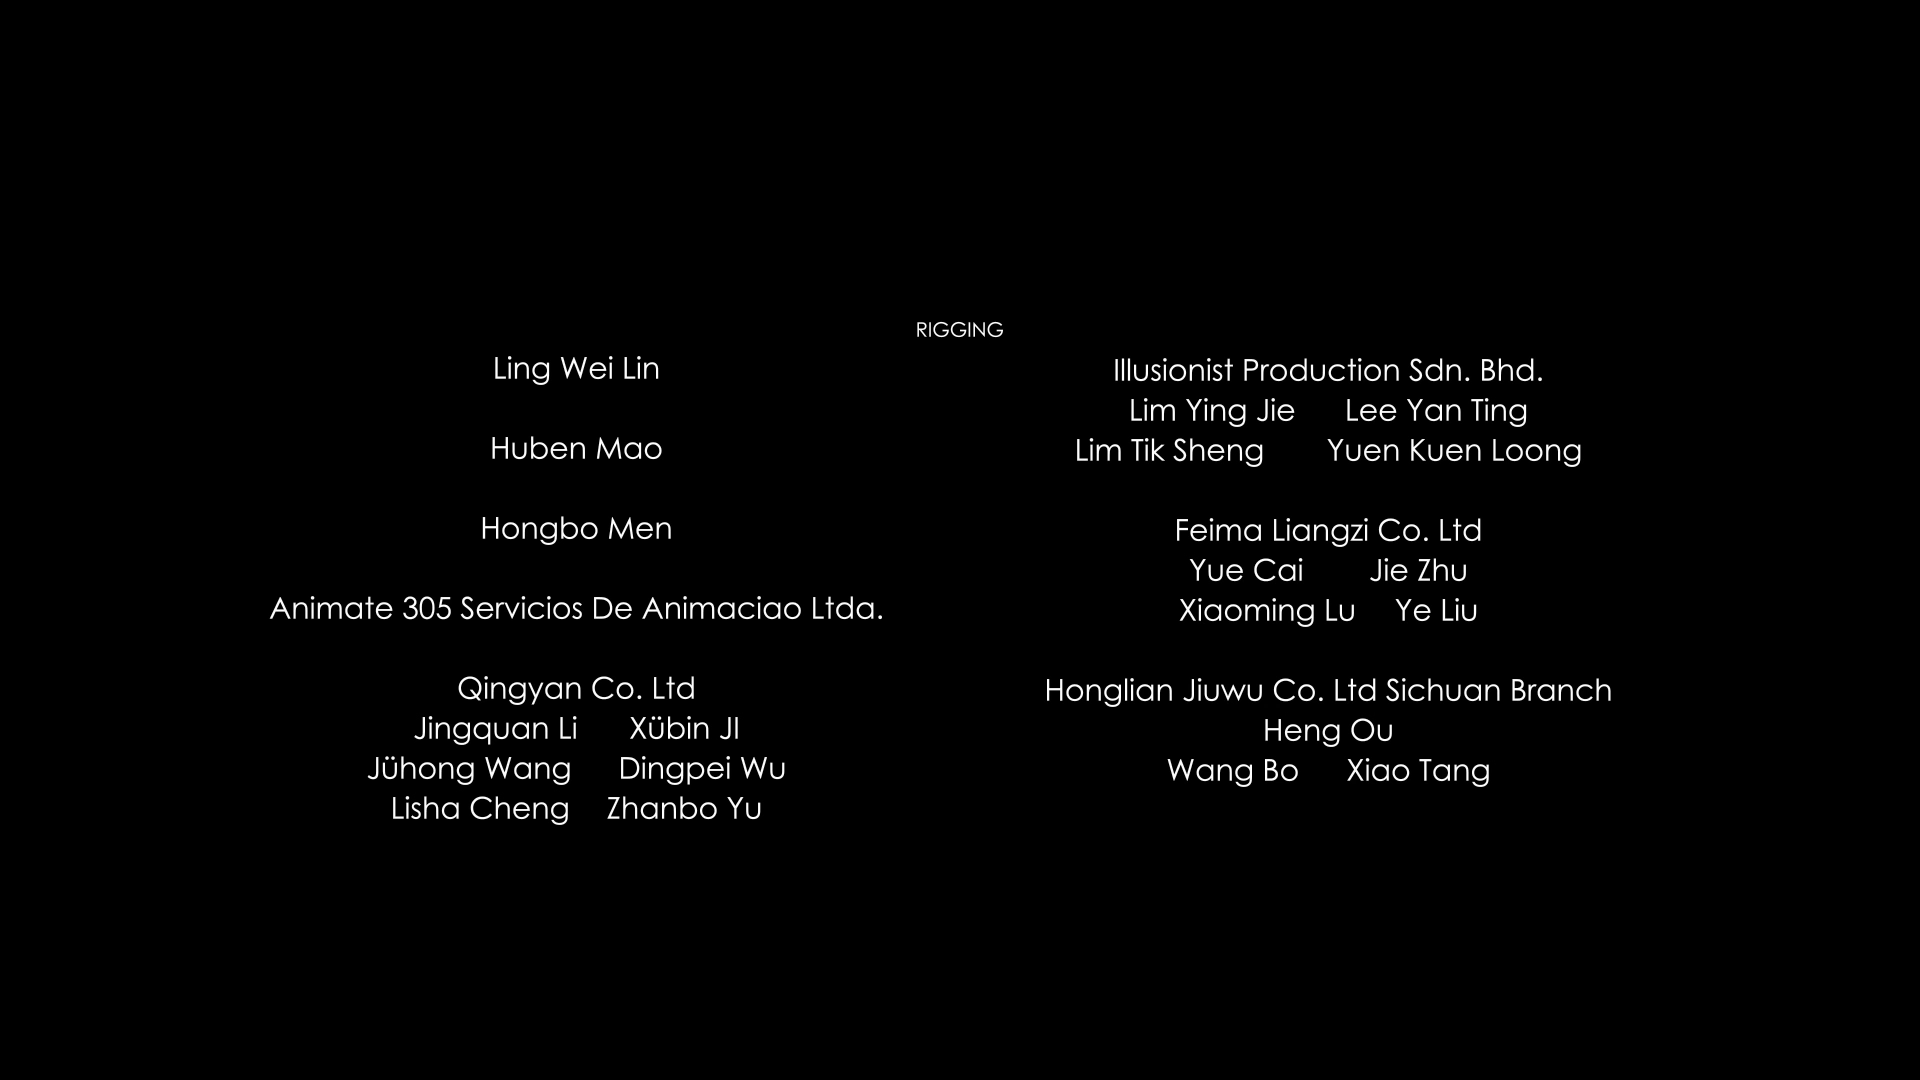 RIGGING
Ling Wei Lin
Huben Mao
Hongbo Men
Animate 305 Servicios De Animaciao Ltda.
Qingyan Co. Ltd
Jingquan Li Xübin JI
Jühong Wang Dingpei Wu
Lisha Cheng Zhanbo Yu
Illusionist Production Sdn. Bhd.
Lim Ying Jie Lee Yan Ting
Lim Tik Sheng Yuen Kuen Loong
Feima Liangzi Co. Ltd
Yue Cai Jie Zhu
Xiaoming Lu Ye Liu
Honglian Jiuwu Co. Ltd Sichuan Branch
Heng Ou
Wang Bo Xiao Tang